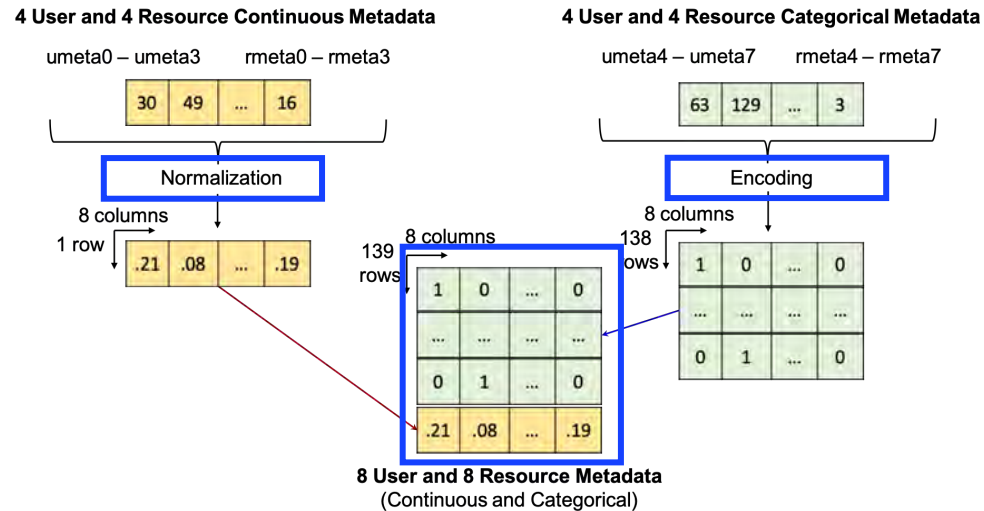 4 User and 4 Resource Continuous Metadata
umeta0 – umeta3 rmeta0 – rmeta3
30 49 ... 16
Normalization
8 columns
1 row
.21 .08 ... .19
4 User and 4 Resource Categorical Metadata
umeta4 – umeta7 rmeta4 – rmeta7
63 129 ... 3
Encoding
8 columns
138
ows
1 0 ... 0
... ... ... ...
0 1 ... 0
8 columns
139
rows
1 0 ... 0
... ... ... ...
0 1 ... 0
.21 .08 ... .19
8 User and 8 Resource Metadata
(Continuous and Categorical)